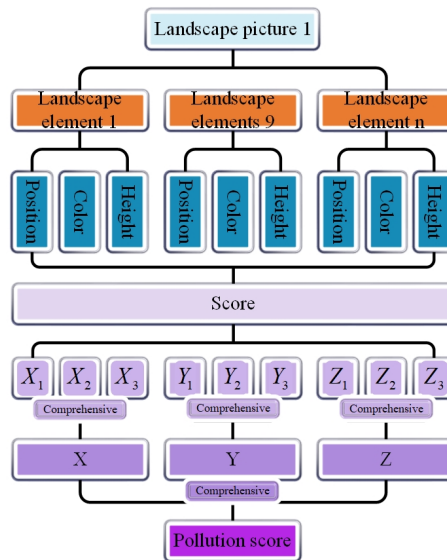 Landscape picture 1
Landscape element 1
Landscape elements 9
Landscape element n
Position
Color
Height
Position
Color
Height
Position
Color
Height
Score
X1 X2 X3
Y1 Y2 Y3
Z1 Z2 Z3
Comprehensive
Comprehensive
Comprehensive
X
Y
Z
Comprehensive
Pollution score